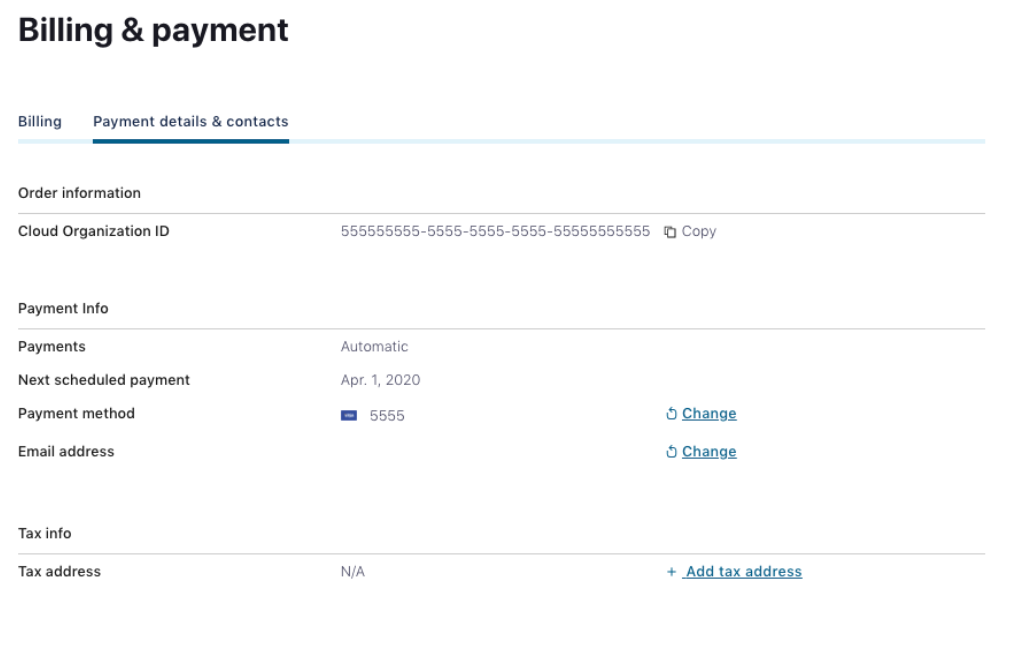 Billing & payment
Billing Payment details & contacts
Order information
Cloud Organization ID 555555555-5555-5555-5555-55555555555 Copy
Payment Info
Payments Automatic
Next scheduled payment Apr. 1, 2020
Payment method 5555 Change
Email address Change
Tax info
Tax address N/A + Add tax address